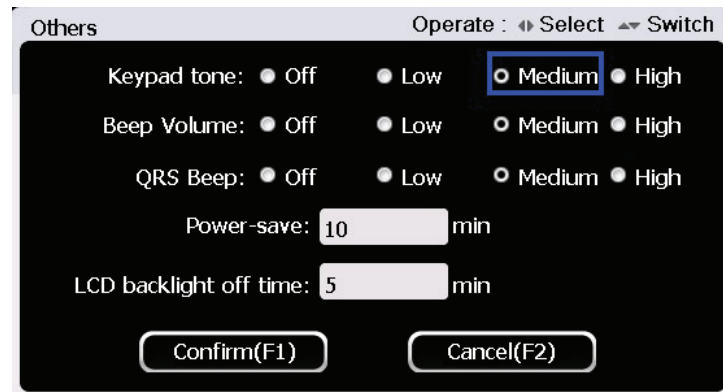 Others Operate : Select Switch
Keypad tone: Off Low Medium High
Beep Volume: Off Low Medium High
QRS Beep: Off Low Medium High
Power-save: 10 min
LCD backlight off time: 5 min
Confirm(F1) Cancel(F2)